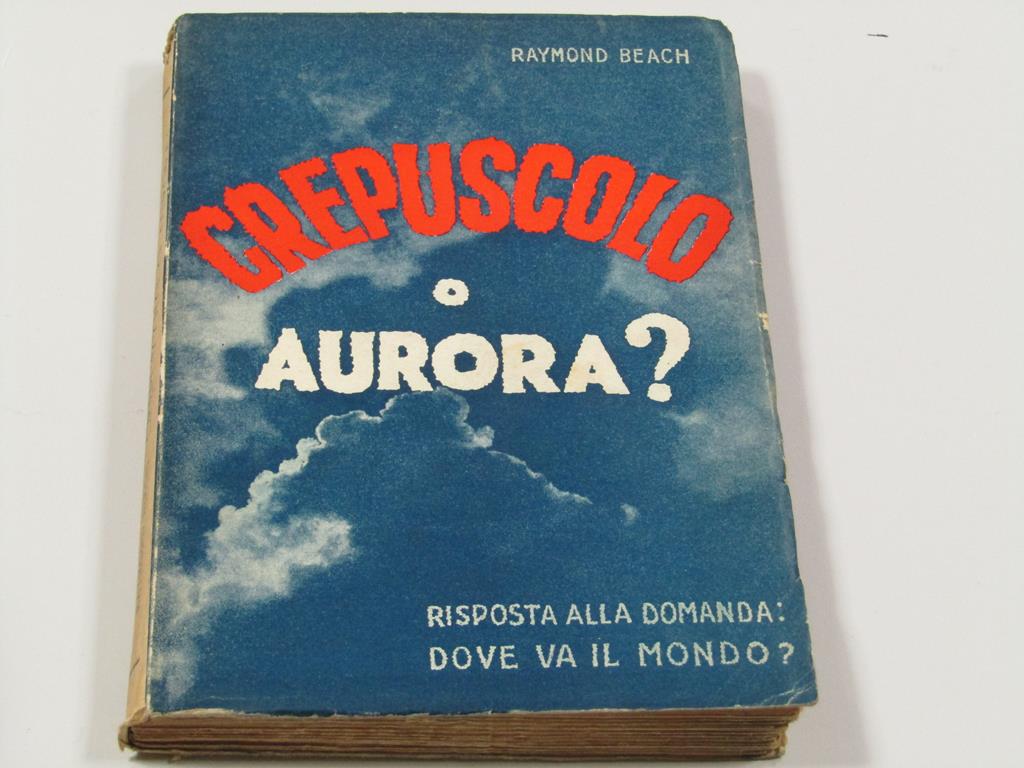 RAYMOND BEACH
CREPUSCOLO
O
AURORA?
RISPOSTA ALLA DOMANDA:
DOVE VA IL MONDO?